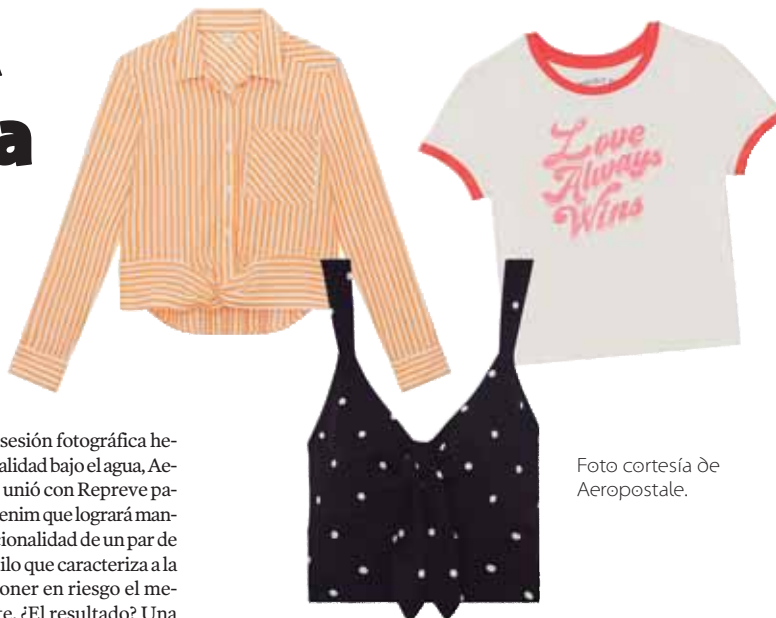 a
Love
Always
Wins
sesión fotográfica he-
alidad bajo el agua, Ae-
unió con Repreve pa-
enim que logrará man-
cionalidad de un par de
ilo que caracteriza a la
oner en riesgo el me-
te. ¿El resultado? Una
Foto cortesía de
Aeropostale.